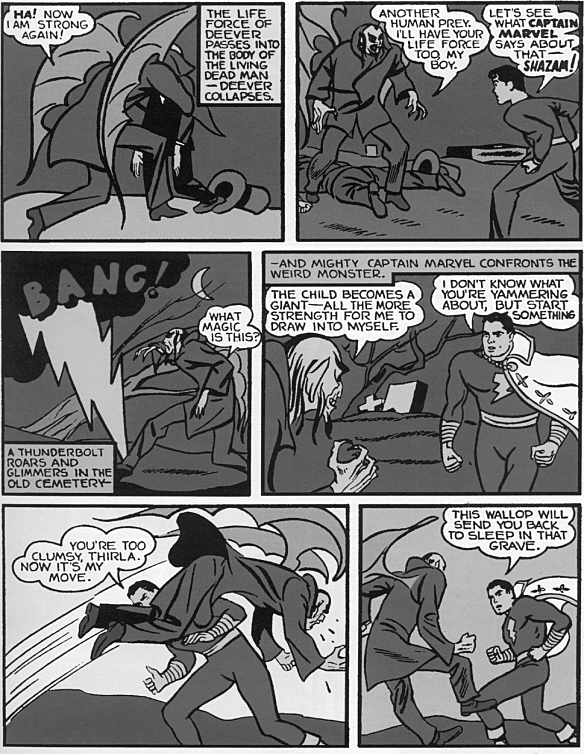 HA! NOW
I AM STRONG
AGAIN!
THE LIFE
FORCE OF
DEEVER
PASSES INTO
THE BODY OF
THE LIVING
DEAD MAN
—DEEVER
COLLAPSES.
ANOTHER
HUMAN PREY.
I'LL HAVE YOUR
LIFE FORCE
TOO, MY
BOY.
LET'S SEE
WHAT CAPTAIN
MARVEL
SAYS ABOUT
THAT—
SHAZAM!
BANG!
WHAT
MAGIC
IS THIS?
A THUNDERBOLT
ROARS AND
GLIMMERS IN THE
OLD CEMETERY—
—AND MIGHTY CAPTAIN MARVEL CONFRONTS THE
WEIRD MONSTER.
THE CHILD BECOMES A
GIANT—ALL THE MORE
STRENGTH FOR ME TO
DRAW INTO MYSELF.
I DON'T KNOW WHAT
YOU'RE YAMMERING
ABOUT, BUT START
SOMETHING
YOU'RE TOO
CLUMSY, THIRLA.
NOW IT'S MY
MOVE.
THIS WALLOP WILL
SEND YOU BACK
TO SLEEP IN THAT
GRAVE.